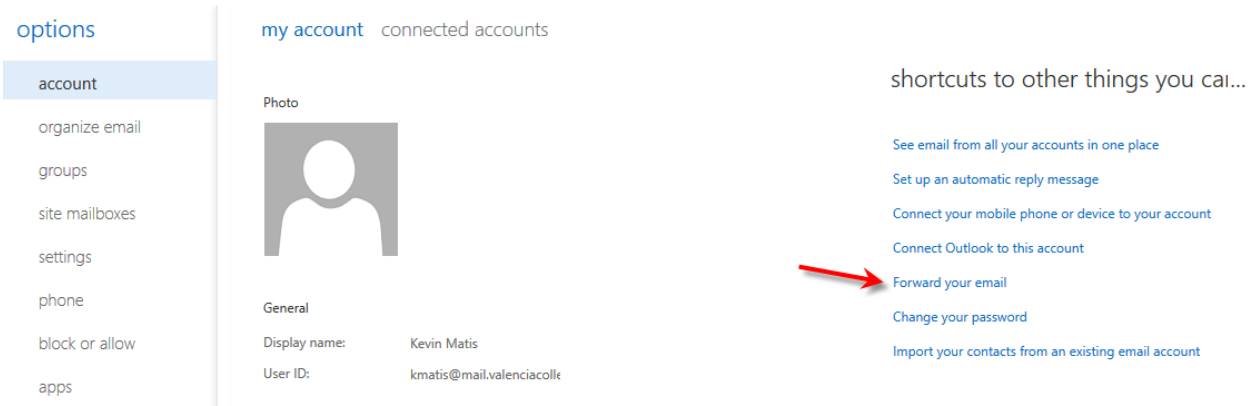 options
account
organize email
groups
site mailboxes
settings
phone
block or allow
apps
my account connected accounts
Photo
General
Display name: Kevin Matis
User ID: kmatis@mail.valenciacolle
shortcuts to other things you cai...
See email from all your accounts in one place
Set up an automatic reply message
Connect your mobile phone or device to your account
Connect Outlook to this account
Forward your email
Change your password
Import your contacts from an existing email account